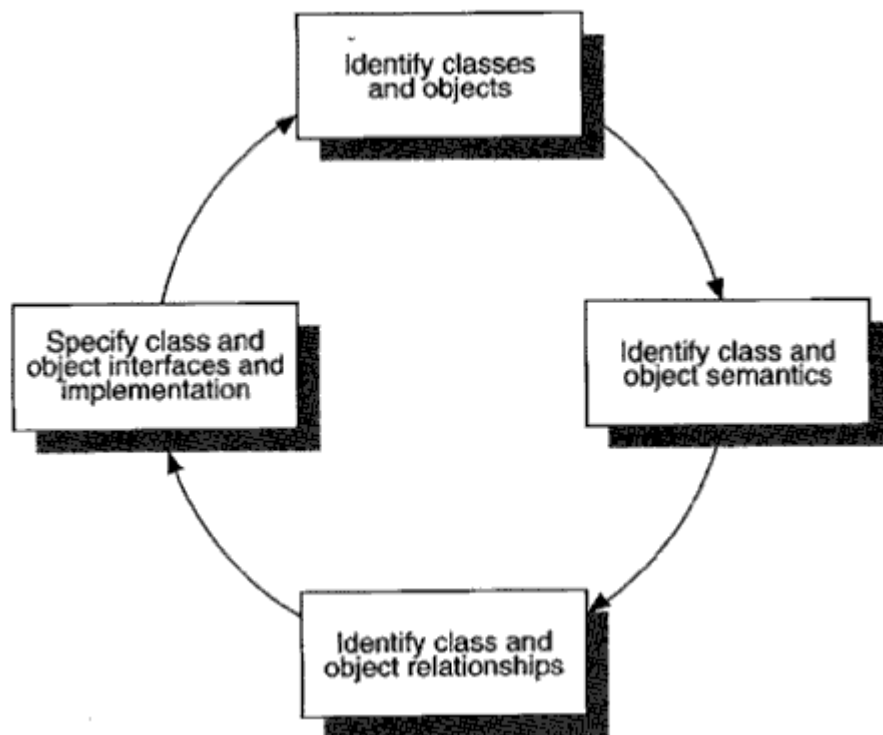 Identify classes
and objects
Identify class and
object semantics
Identify class and
object relationships
Specify class and
object interfaces and
implementation